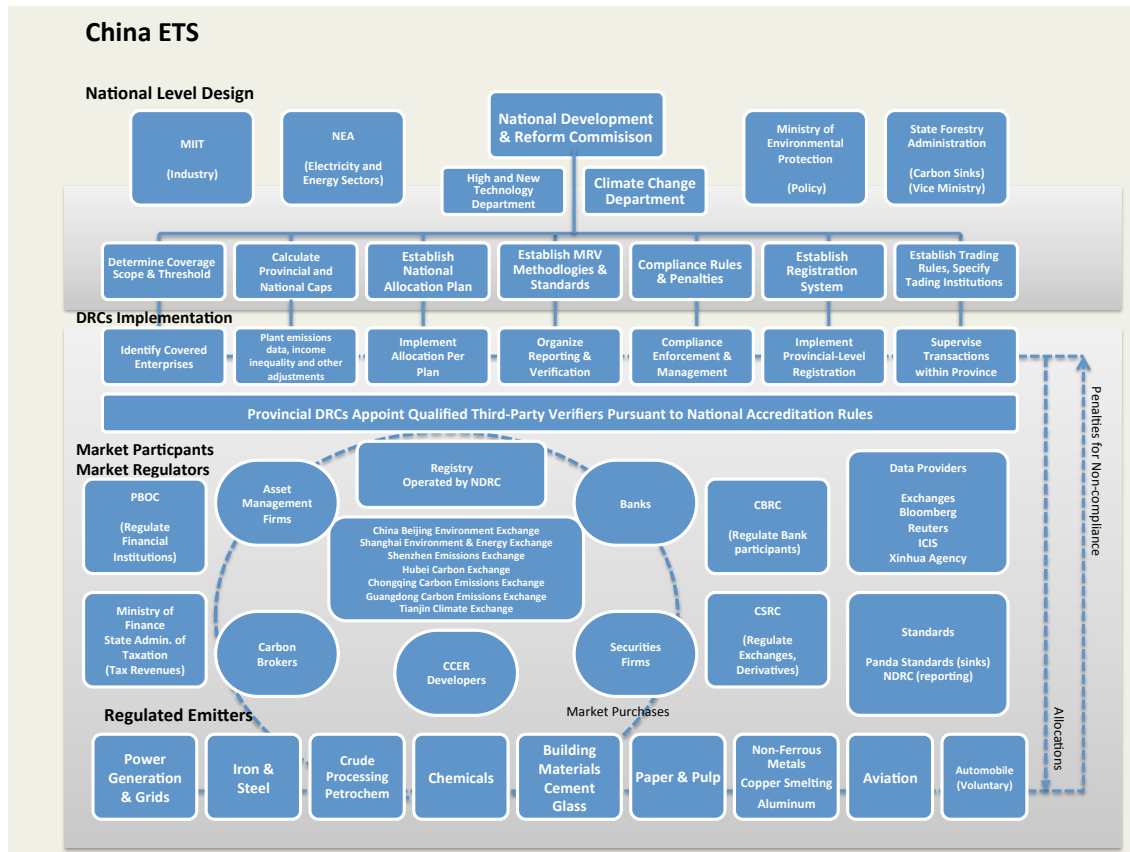 China ETS
National Level Design
MIIT
(Industry)
NEA
(Electricity and
Energy Sectors)
National Development
& Reform Commisison
High and New
Technology
Department
Climate Change
Department
Ministry of
Environmental
Protection
(Policy)
State Forestry
Administration
(Carbon Sinks)
(Vice Ministry)
Determine Coverage
Scope & Threshold
Calculate
Provincial and
National Caps
Establish
National
Allocation Plan
Establish MRV
Methodlogies &
Standards
Compliance Rules
& Penalties
Establish
Registration
System
Establish Trading
Rules, Specify
Tading Institutions
DRCs Implementation
Identify Covered
Enterprises
Plant emissions
data, income
inequality and other
adjustments
Implement
Allocation Per
Plan
Organize
Reporting &
Verification
Compliance
Enforcement &
Management
Implement
Provincial-Level
Registration
Supervise
Transactions
within Province
Provincial DRCs Appoint Qualified Third-Party Verifiers Pursuant to National Accreditation Rules
Penalties for Non-compliance
Allocations
Market Particpants
Market Regulators
PBOC
(Regulate
Financial
Institutions)
Asset
Management
Firms
Registry
Operated by NDRC
Banks
CBRC
(Regulate Bank
participants)
Data Providers
Exchanges
Bloomberg
Reuters
ICIS
Xinhua Agency
China Beijing Environment Exchange
Shanghai Environment & Energy Exchange
Shenzhen Emissions Exchange
Hubei Carbon Exchange
Chongqing Carbon Emissions Exchange
Guangdong Carbon Emissions Exchange
Tianjin Climate Exchange
Ministry of
Finance
State Admin. of
Taxation
(Tax Revenues)
Carbon
Brokers
CCER
Developers
Securities
Firms
CSRC
(Regulate
Exchanges,
Derivatives)
Standards
Panda Standards (sinks)
NDRC (reporting)
Market Purchases
Regulated Emitters
Power
Generation
& Grids
Iron &
Steel
Crude
Processing
Petrochem
Chemicals
Building
Materials
Cement
Glass
Paper & Pulp
Non-Ferrous
Metals
Copper Smelting
Aluminum
Aviation
Automobile
(Voluntary)